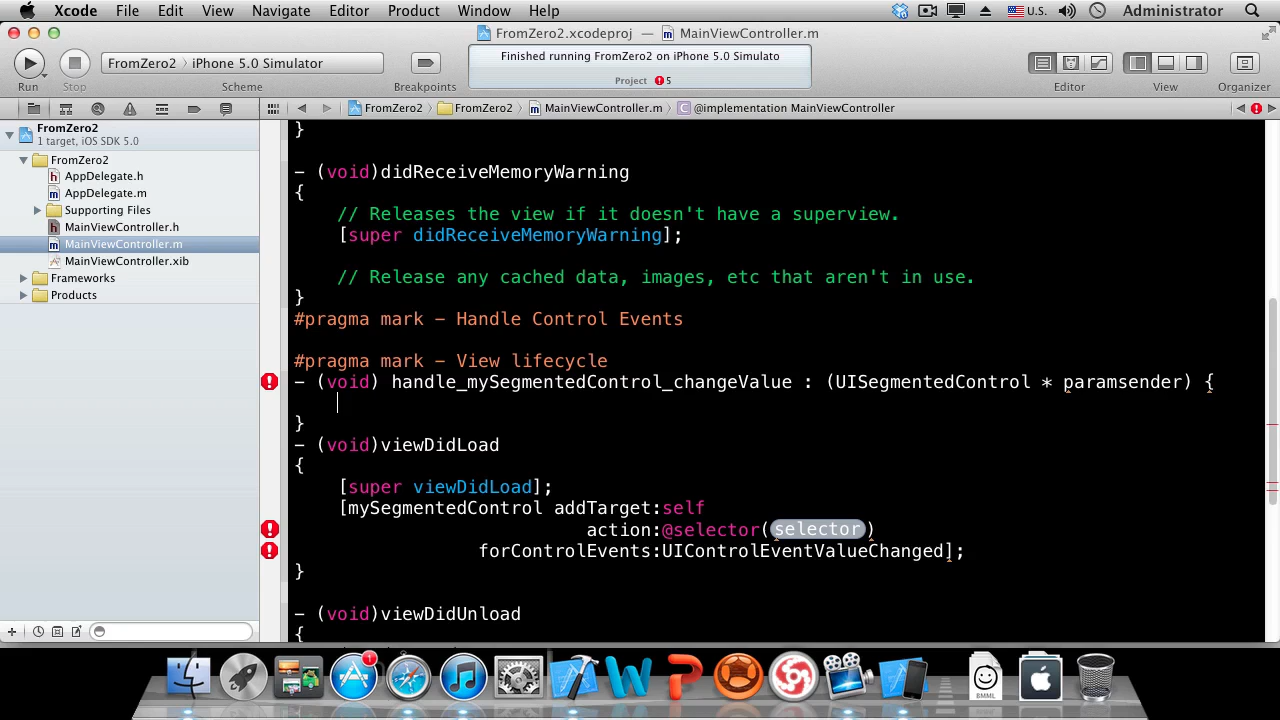 Xcode File Edit View Navigate Editor Product Window Help U.S. Administrator
FromZero2.xcodeproj — MainViewController.m
Finished running FromZero2 on iPhone 5.0 Simulato
Project 5
FromZero2 › iPhone 5.0 Simulator
Run Stop Scheme Breakpoints Editor View Organizer
FromZero2 FromZero2 MainViewController.m @implementation MainViewController
FromZero2
1 target, iOS SDK 5.0
FromZero2
AppDelegate.h
AppDelegate.m
Supporting Files
MainViewController.h
MainViewController.m
MainViewController.xib
Frameworks
Products
}
- (void)didReceiveMemoryWarning
{
// Releases the view if it doesn't have a superview.
[super didReceiveMemoryWarning];
// Release any cached data, images, etc that aren't in use.
}
#pragma mark - Handle Control Events
#pragma mark - View lifecycle
- (void) handle_mySegmentedControl_changeValue : (UISegmentedControl * paramsender) {
}
- (void)viewDidLoad
{
[super viewDidLoad];
[mySegmentedControl addTarget:self
action:@selector(selector)
forControlEvents:UIControlEventValueChanged];
}
- (void)viewDidUnload
{
1
BMML